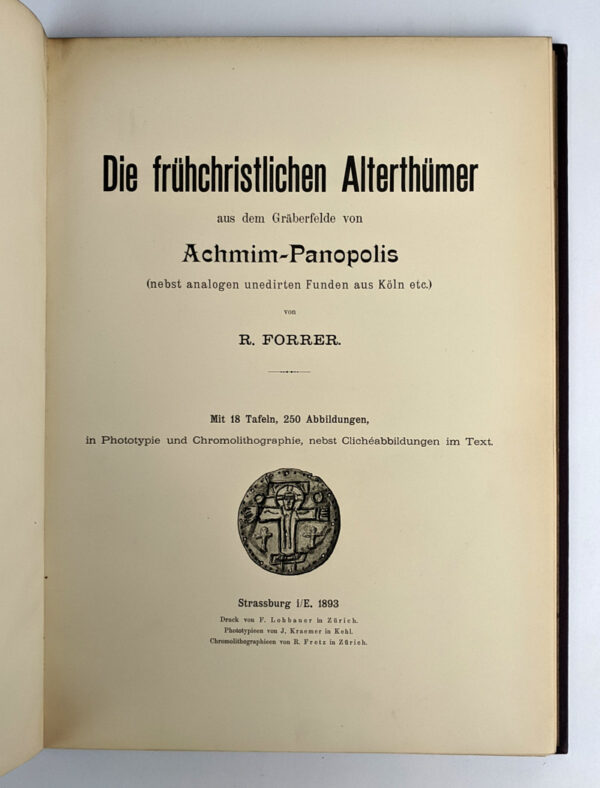 Die frühchristlichen Alterthümer
aus dem Gräberfelde von
Achmim-Panopolis
(nebst analogen unedirten Funden aus Köln etc.)
von
R. FORRER.
Mit 18 Tafeln, 250 Abbildungen,
in Phototypie und Chromolithographie, nebst Clichéabbildungen im Text.
Strassburg i/E. 1893
Druck von F. Lohbauer in Zürich.
Phototypieen von J. Kraemer in Kehl.
Chromolithographieen von R. Fretz in Zürich.